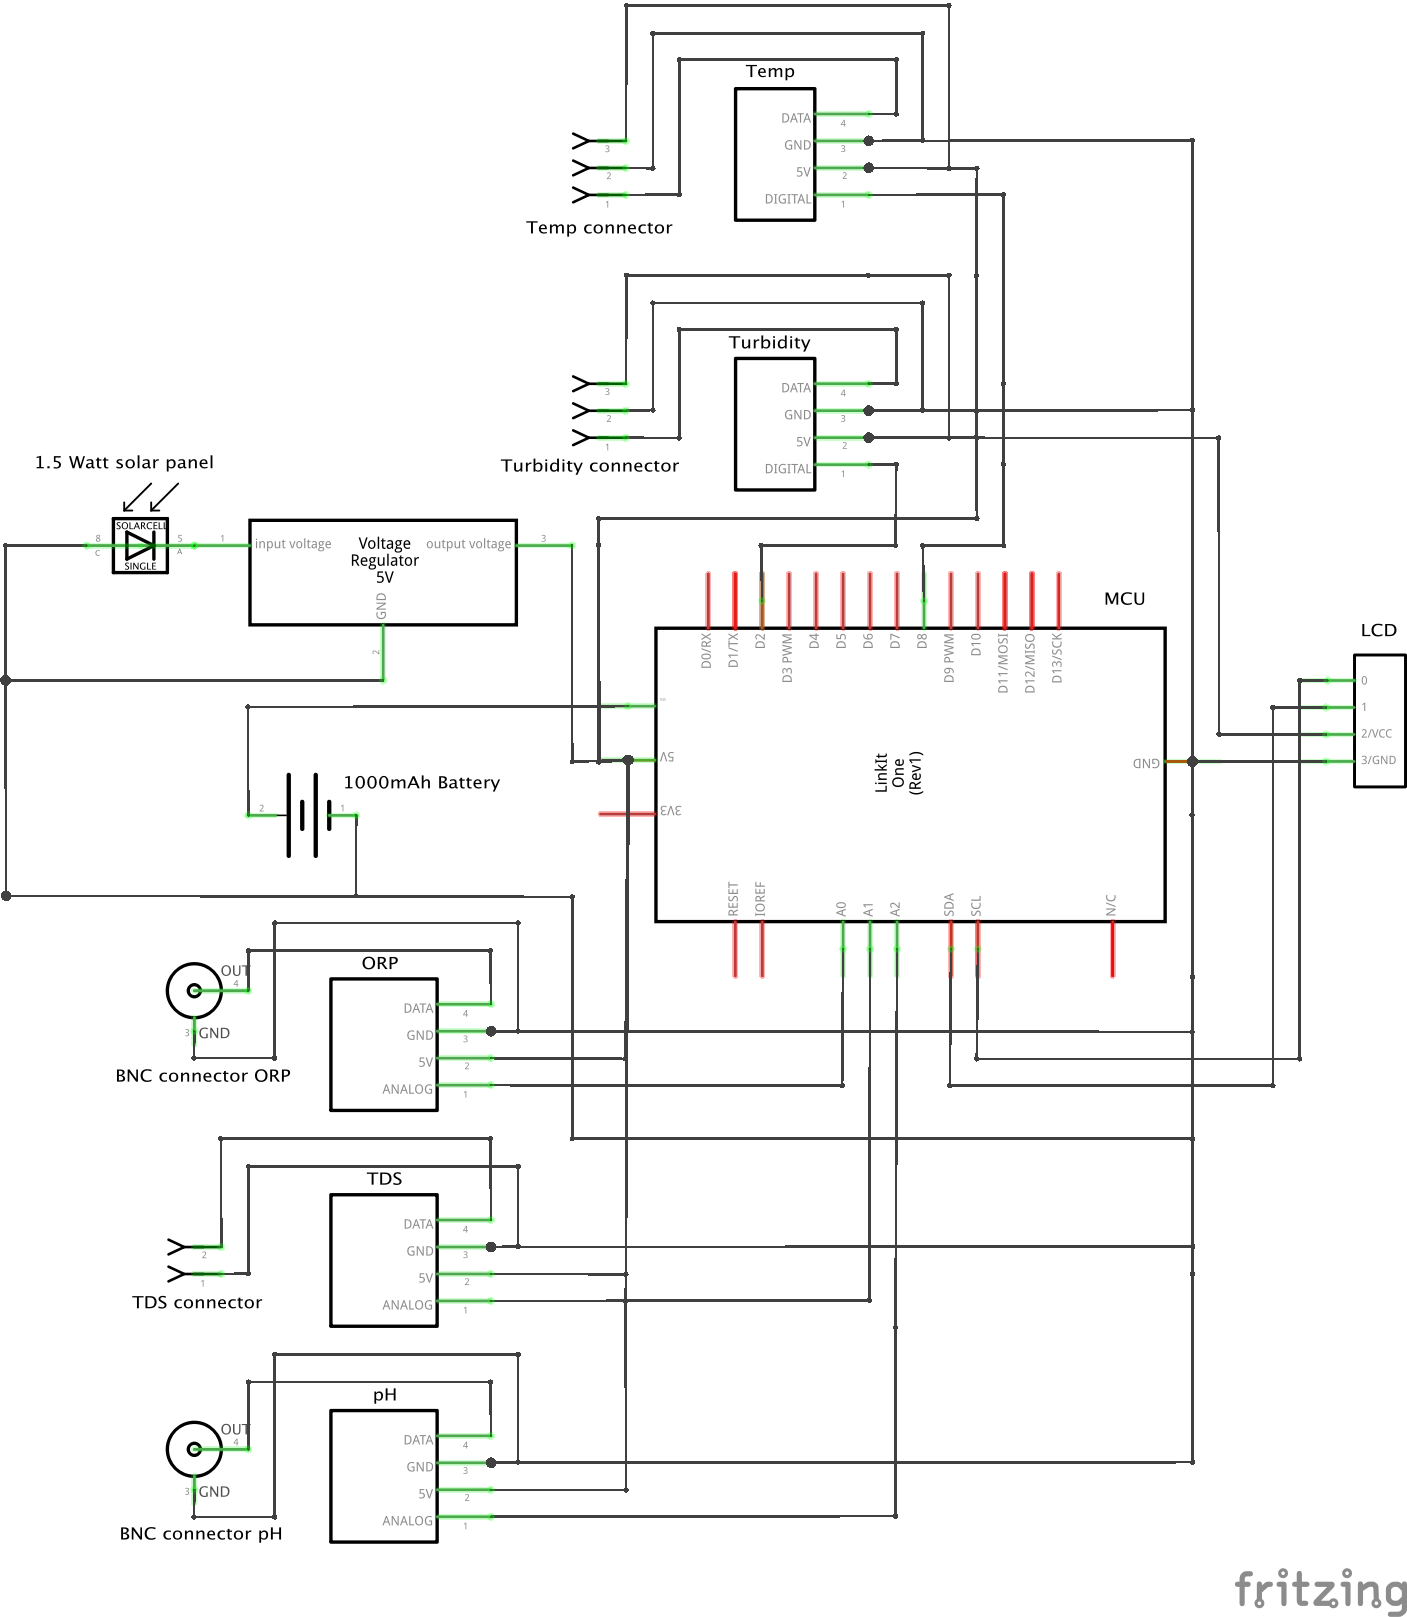 Temp
DATA
4
GND
3
5V
2
DIGITAL
1
3
2
1
Temp connector
Turbidity
DATA
4
GND
3
5V
2
DIGITAL
1
3
2
1
Turbidity connector
1.5 Watt solar panel
SOLARCELL
8
C
5
A
SINGLE
1
input voltage
Voltage
Regulator
5V
output voltage
3
GND
2
MCU
D0/RX
D1/TX
D2
D3 PWM
D4
D5
D6
D7
D8
D9 PWM
D10
D11/MOSI
D12/MISO
D13/SCK
5V
3V3
LinkIt
One
(Rev1)
GND
RESET
IOREF
A0
A1
A2
SDA
SCL
N/C
LCD
0
1
2/VCC
3/GND
1000mAh Battery
2
1
OUT
4
3
GND
BNC connector ORP
ORP
DATA
4
GND
3
5V
2
ANALOG
1
TDS
DATA
4
GND
3
5V
2
ANALOG
1
2
1
TDS connector
pH
DATA
4
GND
3
5V
2
ANALOG
1
OUT
4
3
GND
BNC connector pH
fritzing